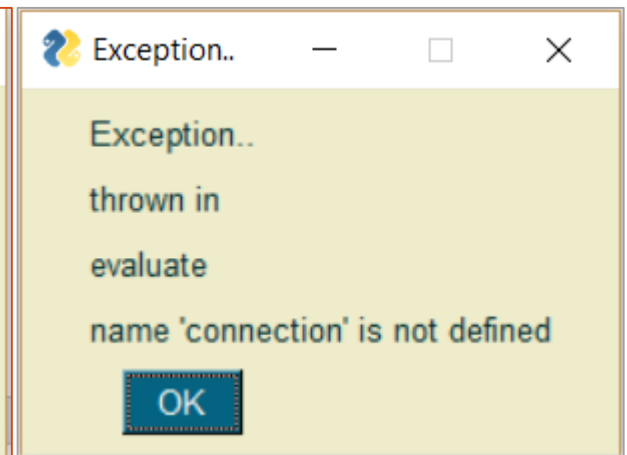 Exception..
Exception..
thrown in
evaluate
name 'connection' is not defined
OK